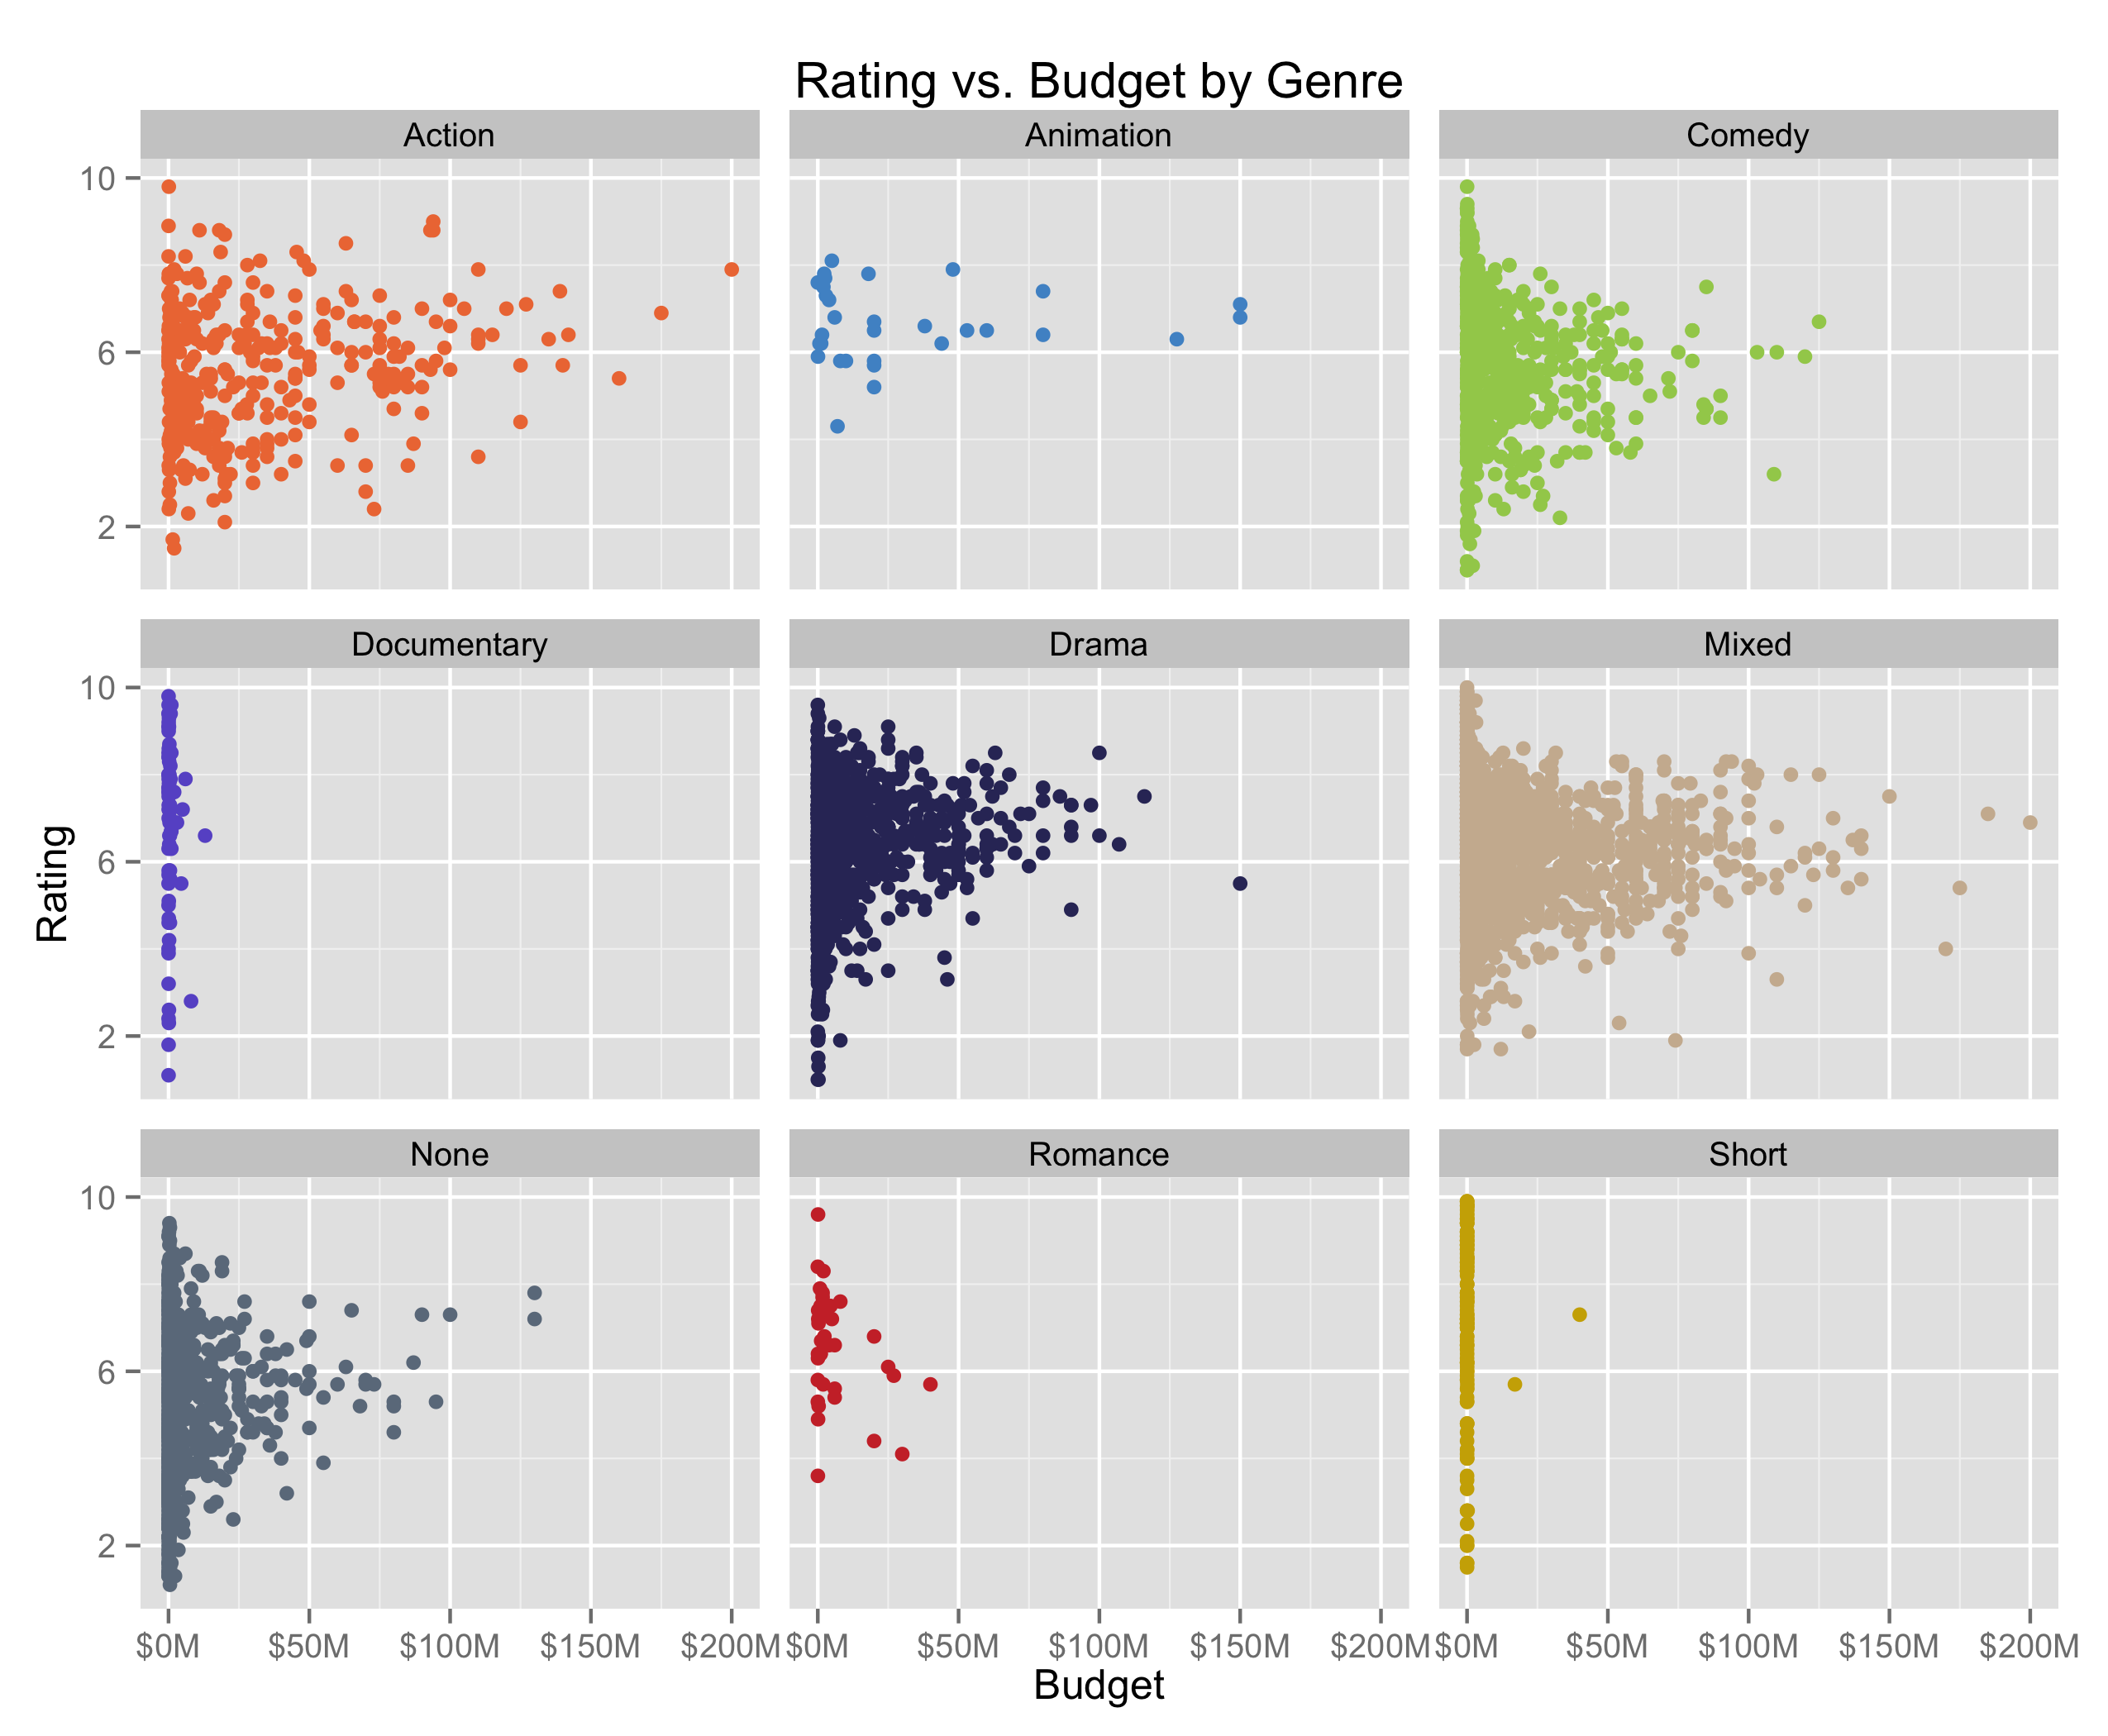 Rating vs. Budget by Genre
Action Animation Comedy
10
6
2
Documentary Drama Mixed
10
6
2
Rating
None Romance Short
10
6
2
$0M $50M $100M $150M $200M $0M $50M $100M $150M $200M $0M $50M $100M $150M $200M
Budget